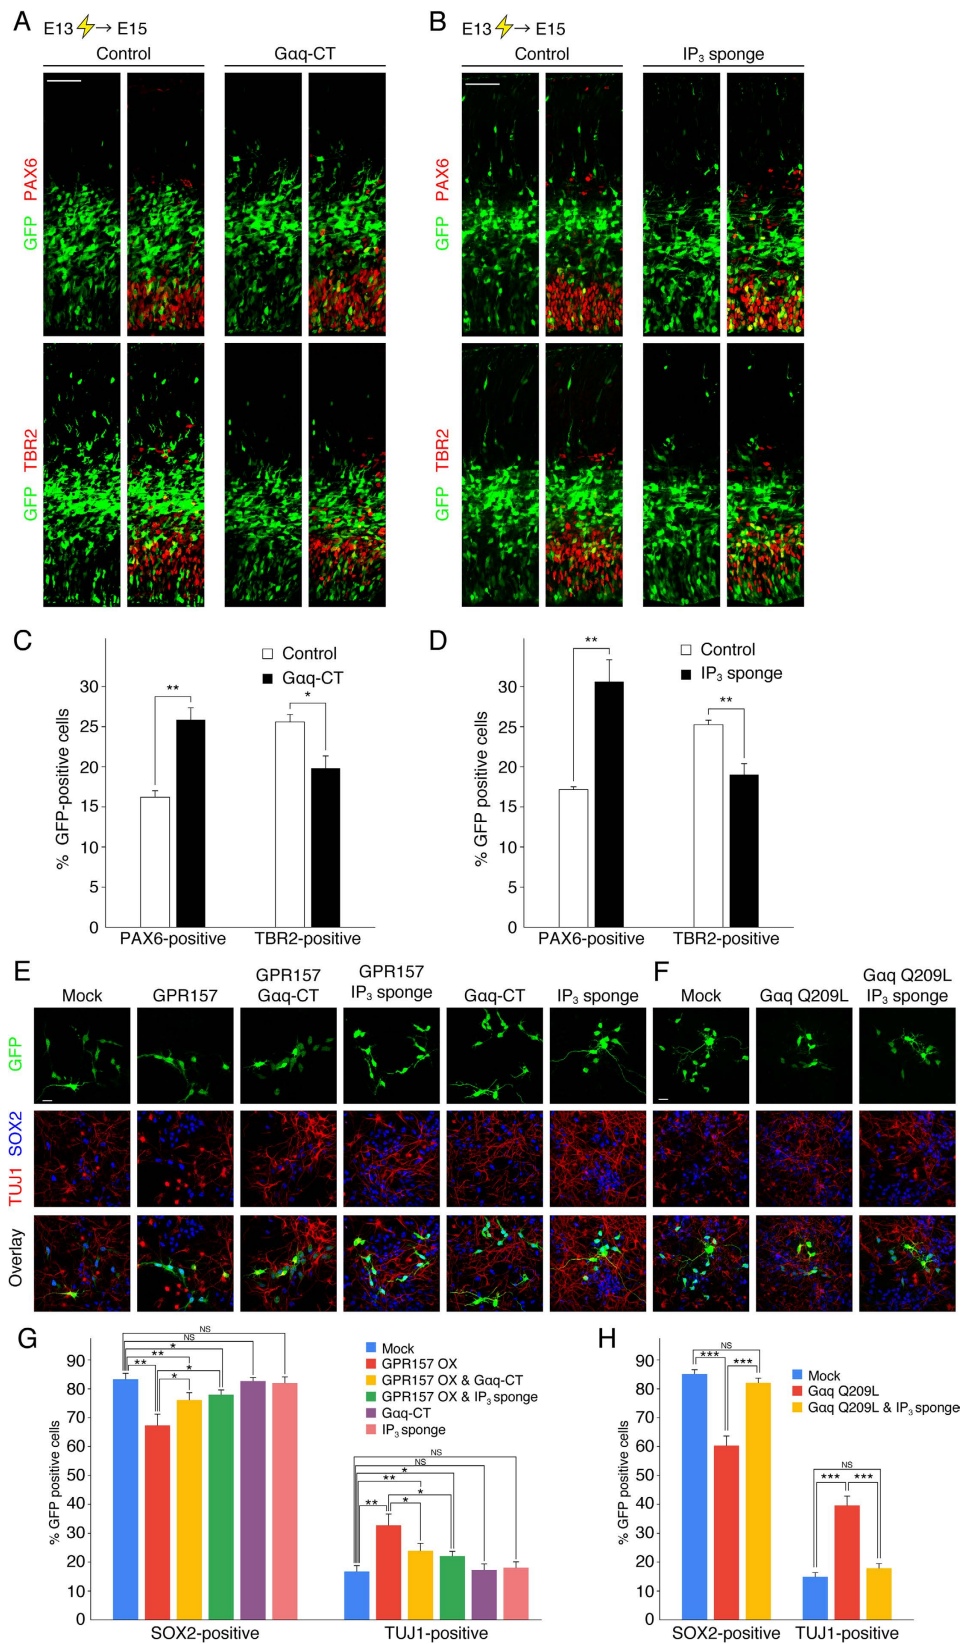 A
E13 → E15
Control
Gαq-CT
GFP PAX6
GFP TBR2
B
E13 → E15
Control
IP3 sponge
GFP PAX6
GFP TBR2
C
Control
Gαq-CT
% GFP-positive cells
30
25
20
15
10
5
0
**
*
PAX6-positive
TBR2-positive
D
Control
IP3 sponge
% GFP positive cells
30
25
20
15
10
5
0
**
**
PAX6-positive
TBR2-positive
E
Mock
GPR157
GPR157
Gαq-CT
GPR157
IP3 sponge
Gαq-CT
IP3 sponge
GFP
TUJ1 SOX2
Overlay
F
Mock
Gαq Q209L
Gαq Q209L
IP3 sponge
G
Mock
GPR157 OX
GPR157 OX & Gαq-CT
GPR157 OX & IP3 sponge
Gαq-CT
IP3 sponge
% GFP positive cells
90
80
70
60
50
40
30
20
10
0
NS
NS
*
**
**
*
*
NS
NS
*
**
*
**
*
SOX2-positive
TUJ1-positive
H
Mock
Gαq Q209L
Gαq Q209L & IP3 sponge
% GFP positive cells
90
80
70
60
50
40
30
20
10
0
NS
***
***
NS
***
***
SOX2-positive
TUJ1-positive